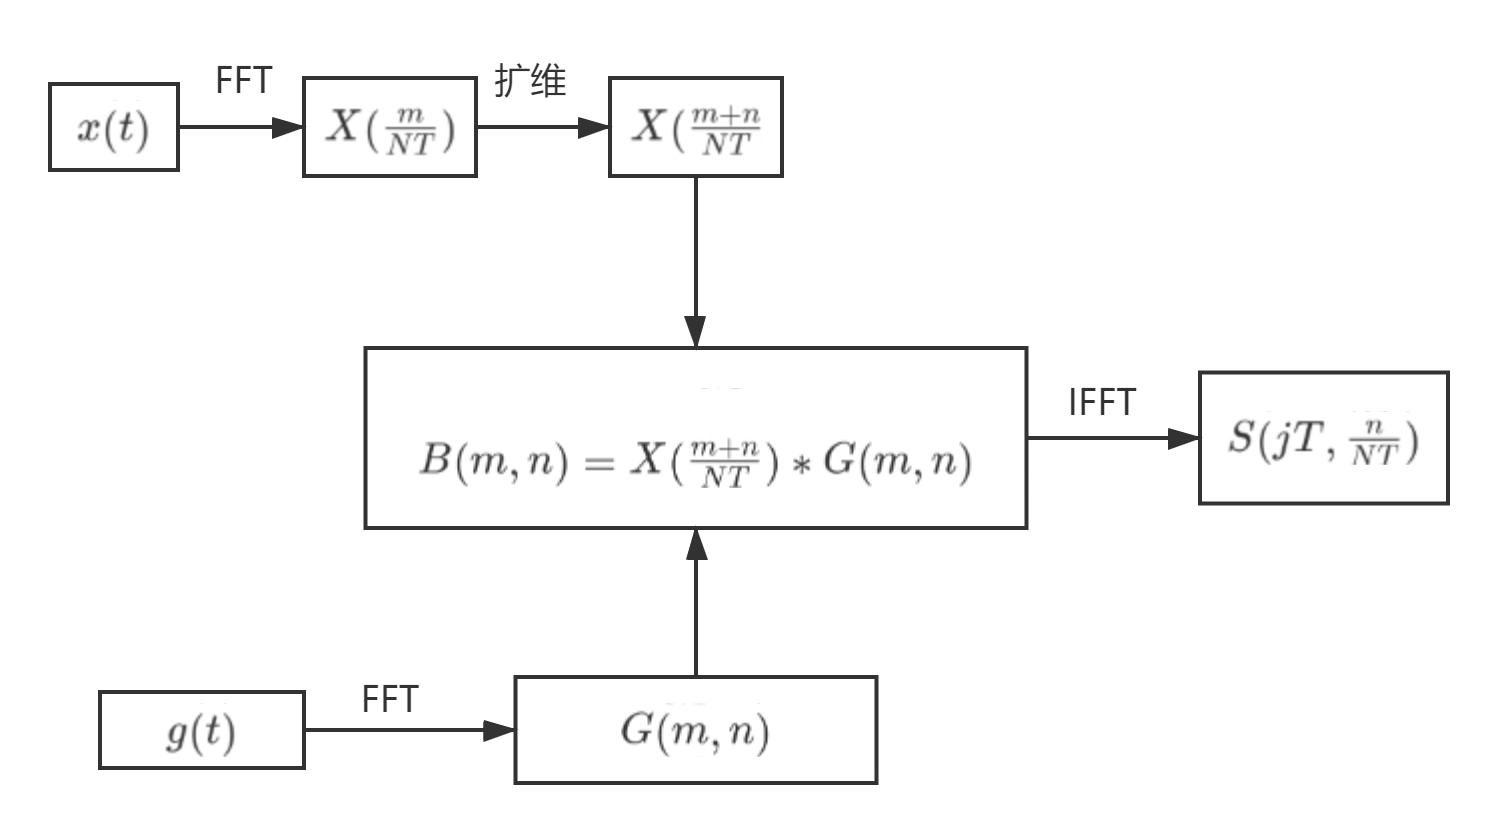 FFT
扩维
x(t)
X(m/NT)
X(m+n/NT
B(m, n) = X(m+n/NT) * G(m, n)
IFFT
S(jT, n/NT)
FFT
g(t)
G(m, n)